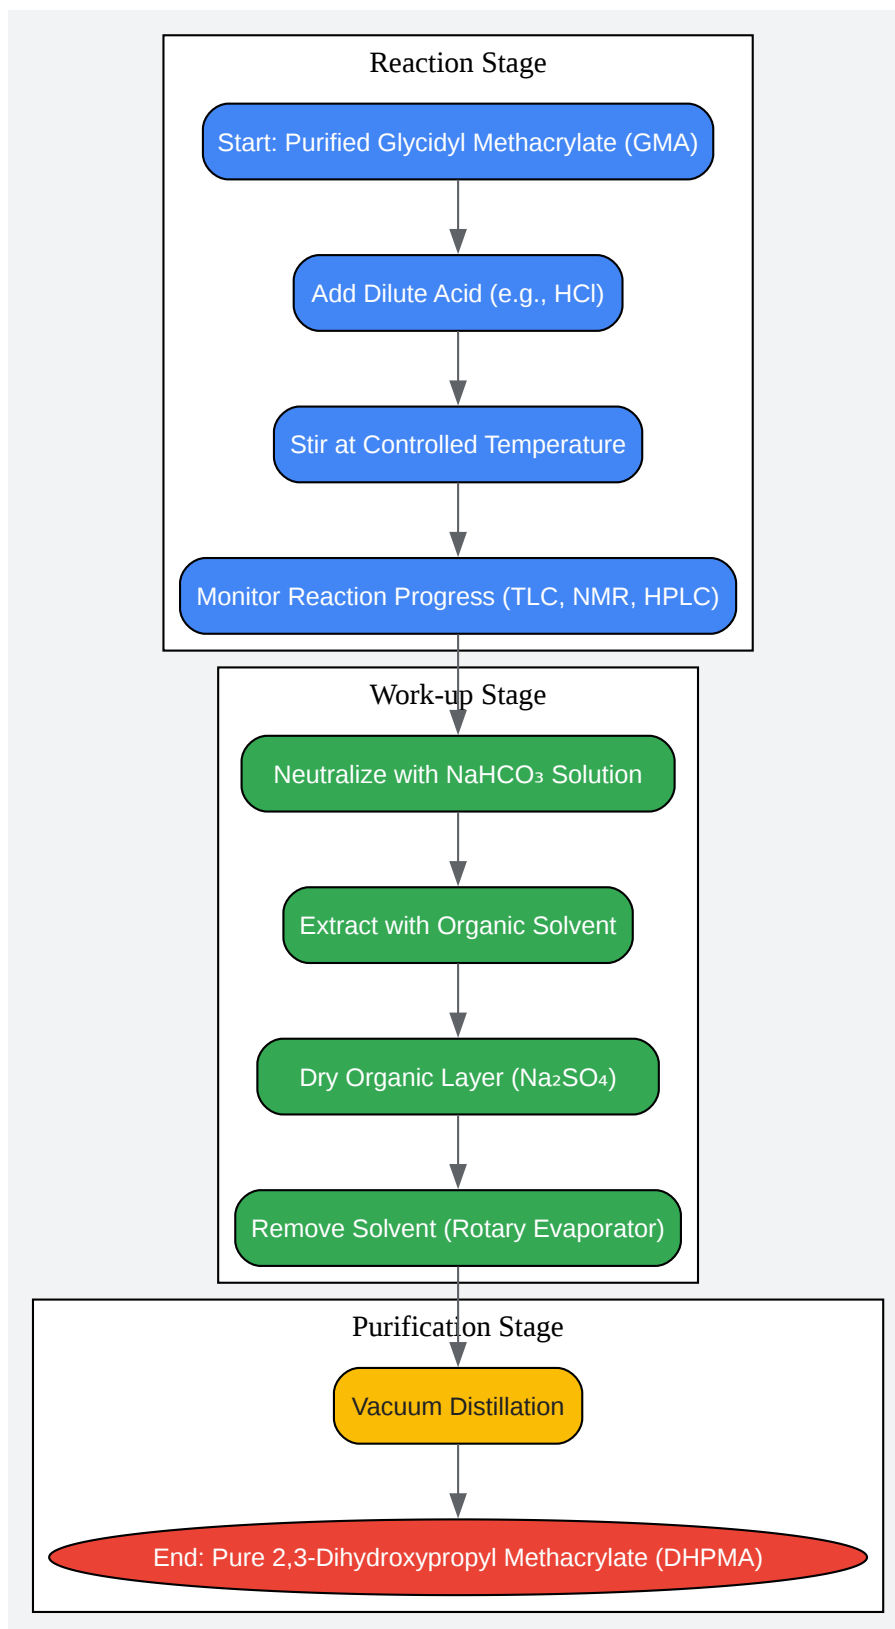 Reaction Stage
Start: Purified Glycidyl Methacrylate (GMA)
Add Dilute Acid (e.g., HCl)
Stir at Controlled Temperature
Monitor Reaction Progress (TLC, NMR, HPLC)
Work-up Stage
Neutralize with NaHCO₃ Solution
Extract with Organic Solvent
Dry Organic Layer (Na₂SO₄)
Remove Solvent (Rotary Evaporator)
Purification Stage
Vacuum Distillation
End: Pure 2,3-Dihydroxypropyl Methacrylate (DHPMA)